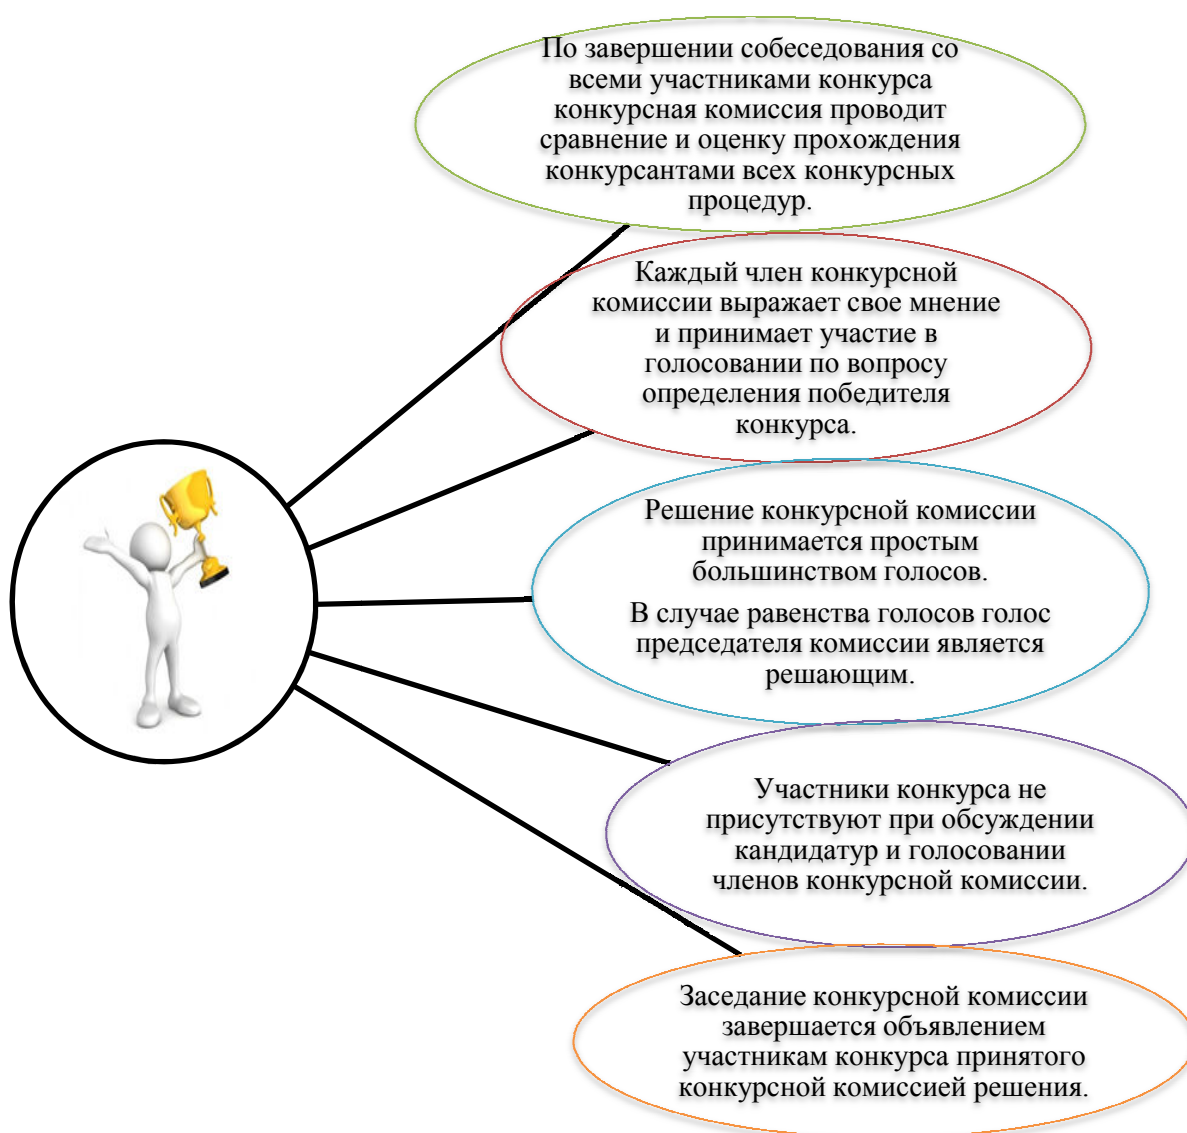 По завершении собеседования со
всеми участниками конкурса
конкурсная комиссия проводит
сравнение и оценку прохождения
конкурсантами всех конкурсных
процедур.
Каждый член конкурсной
комиссии выражает свое мнение
и принимает участие в
голосовании по вопросу
определения победителя
конкурса.
Решение конкурсной комиссии
принимается простым
большинством голосов.
В случае равенства голосов голос
председателя комиссии является
решающим.
Участники конкурса не
присутствуют при обсуждении
кандидатур и голосовании
членов конкурсной комиссии.
Заседание конкурсной комиссии
завершается объявлением
участникам конкурса принятого
конкурсной комиссией решения.